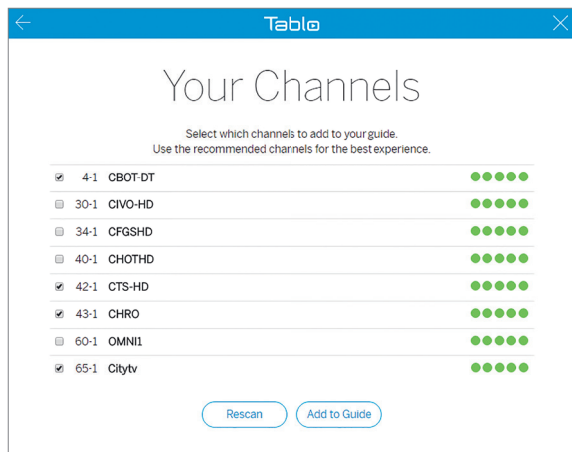 Tablo
Your Channels
Select which channels to add to your guide.
Use the recommended channels for the best experience.
4-1 CBOT-DT
30-1 CIVO-HD
34-1 CFGSHD
40-1 CHOTHD
42-1 CTS-HD
43-1 CHRO
60-1 OMNI1
65-1 Citytv
Rescan Add to Guide